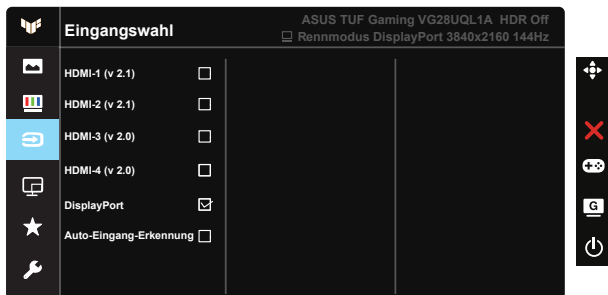 Eingangswahl
ASUS TUF Gaming VG28UQL1A HDR Off
Rennmodus DisplayPort 3840x2160 144Hz
HDMI-1 (v 2.1)
HDMI-2 (v 2.1)
HDMI-3 (v 2.0)
HDMI-4 (v 2.0)
DisplayPort
Auto-Eingang-Erkennung
G